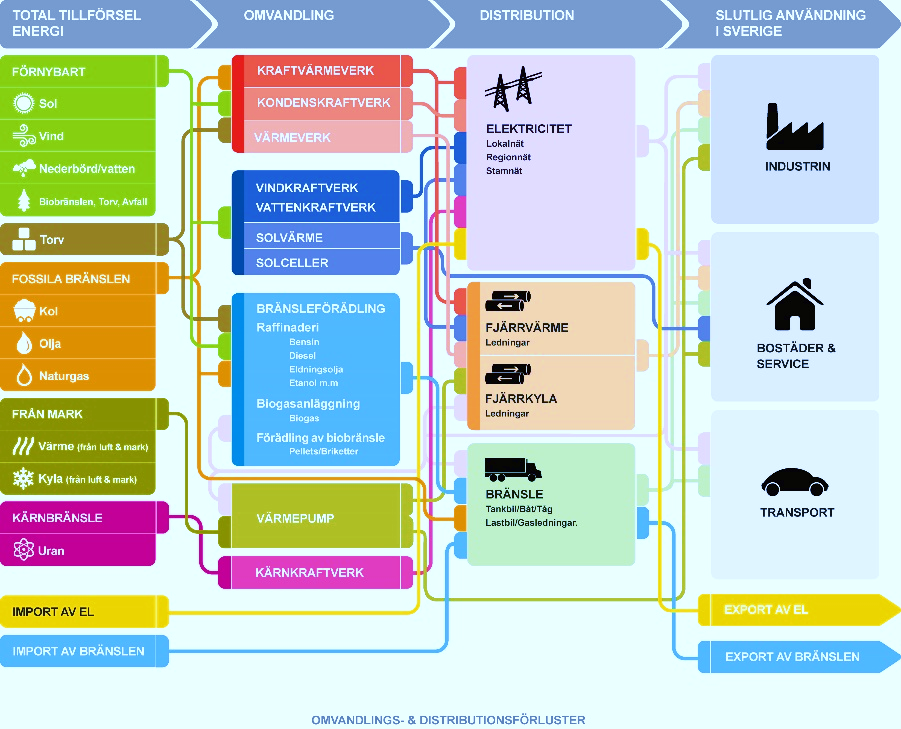 TOTAL TILLFÖRSEL
ENERGI
OMVANDLING
DISTRIBUTION
SLUTLIG ANVÄNDNING
I SVERIGE
FÖRNYBART
Sol
Vind
Nederbörd/vatten
Biobränslen, Torv, Avfall
Torv
FOSSILA BRÄNSLEN
Kol
Olja
Naturgas
FRÅN MARK
Värme (från luft & mark)
Kyla (från luft & mark)
KÄRNBRÄNSLE
Uran
IMPORT AV EL
IMPORT AV BRÄNSLEN
KRAFTVÄRMEVERK
KONDENSKRAFTVERK
VÄRMEVERK
VINDKRAFTVERK
VATTENKRAFTVERK
SOLVÄRME
SOLCELLER
BRÄNSLEFÖRÄDLING
Raffinaderi
Bensin
Diesel
Eldningsolja
Etanol m.m
Biogasanläggning
Biogas
Förädling av biobränsle
Pellets/Briketter
VÄRMEPUMP
KÄRNKRAFTVERK
ELEKTRICITET
Lokalnät
Regionnät
Stamnät
FJÄRRVÄRME
Ledningar
FJÄRRKYLA
Ledningar
BRÄNSLE
Tankbil/Båt/Tåg
Lastbil/Gasledningar.
INDUSTRIN
BOSTÄDER &
SERVICE
TRANSPORT
EXPORT AV EL
EXPORT AV BRÄNSLEN
OMVANDLINGS- & DISTRIBUTIONSFÖRLUSTER